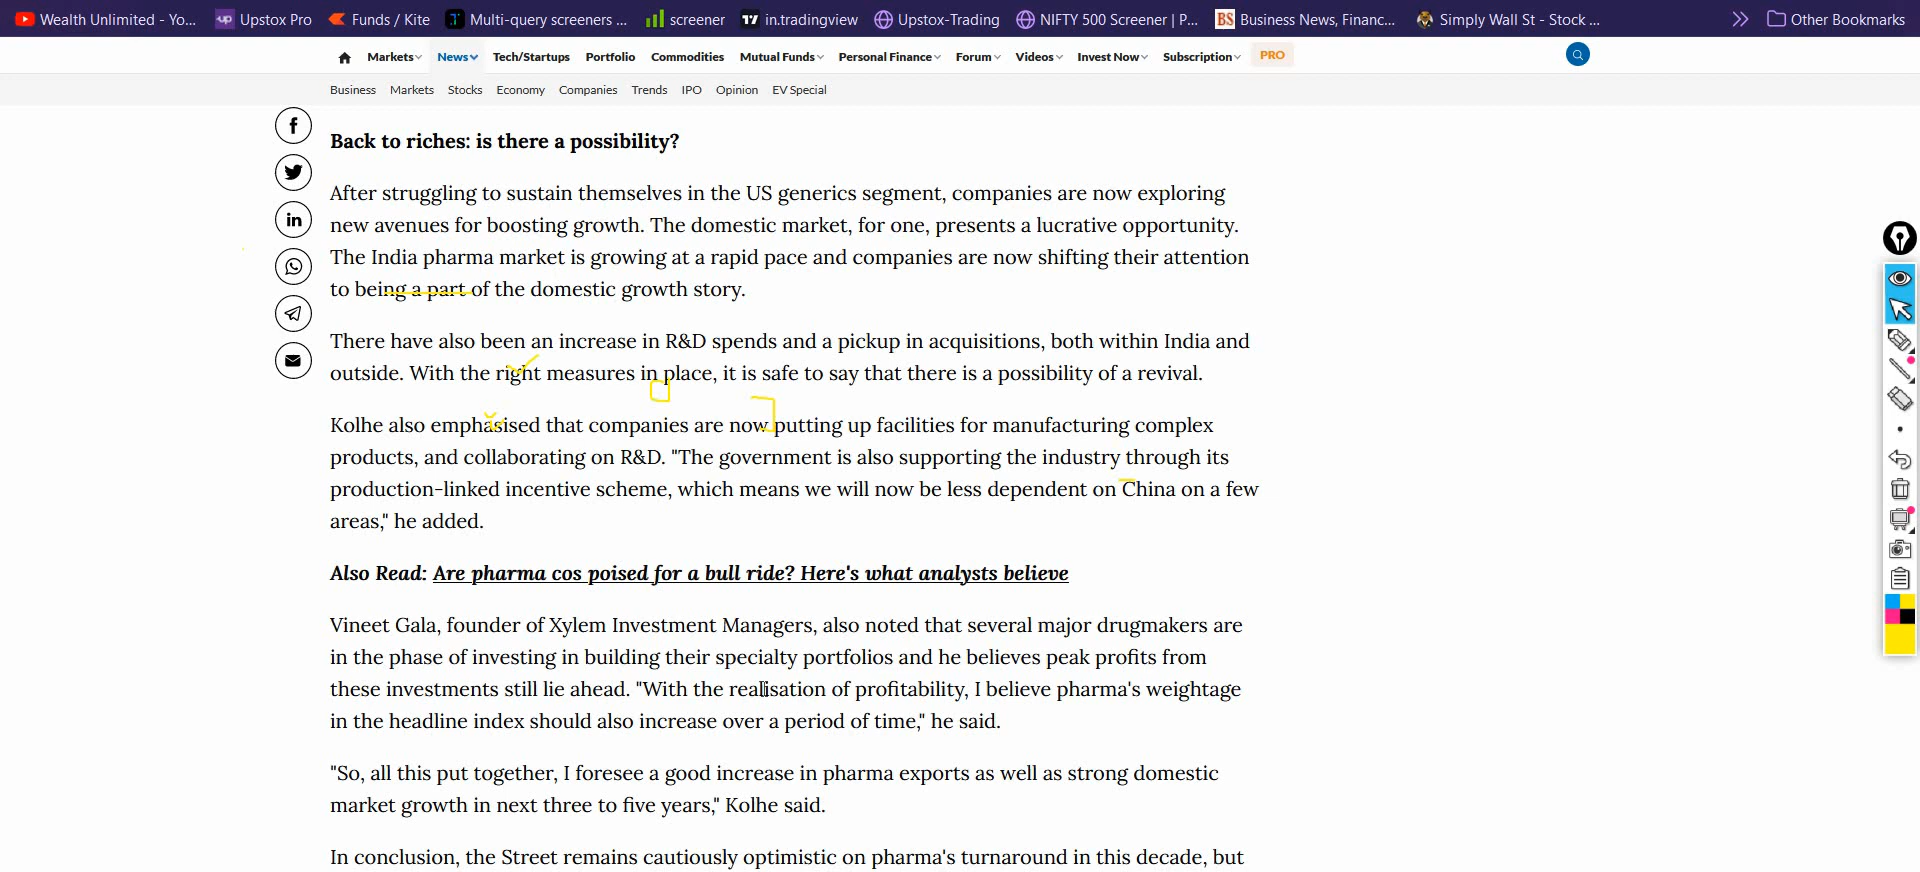 Wealth Unlimited - Yo... Upstox Pro Funds / Kite Multi-query screeners ... screener in.tradingview Upstox-Trading NIFTY 500 Screener | P... BS Business News, Financ... Simply Wall St - Stock ... Other Bookmarks
Markets News Tech/Startups Portfolio Commodities Mutual Funds Personal Finance Forum Videos Invest Now Subscription PRO
Business Markets Stocks Economy Companies Trends IPO Opinion EV Special
Back to riches: is there a possibility?
After struggling to sustain themselves in the US generics segment, companies are now exploring
new avenues for boosting growth. The domestic market, for one, presents a lucrative opportunity.
The India pharma market is growing at a rapid pace and companies are now shifting their attention
to being a part of the domestic growth story.
There have also been an increase in R&D spends and a pickup in acquisitions, both within India and
outside. With the right measures in place, it is safe to say that there is a possibility of a revival.
Kolhe also emphasised that companies are now putting up facilities for manufacturing complex
products, and collaborating on R&D. "The government is also supporting the industry through its
production-linked incentive scheme, which means we will now be less dependent on China on a few
areas," he added.
Also Read: Are pharma cos poised for a bull ride? Here's what analysts believe
Vineet Gala, founder of Xylem Investment Managers, also noted that several major drugmakers are
in the phase of investing in building their specialty portfolios and he believes peak profits from
these investments still lie ahead. "With the realisation of profitability, I believe pharma's weightage
in the headline index should also increase over a period of time," he said.
"So, all this put together, I foresee a good increase in pharma exports as well as strong domestic
market growth in next three to five years," Kolhe said.
In conclusion, the Street remains cautiously optimistic on pharma's turnaround in this decade, but